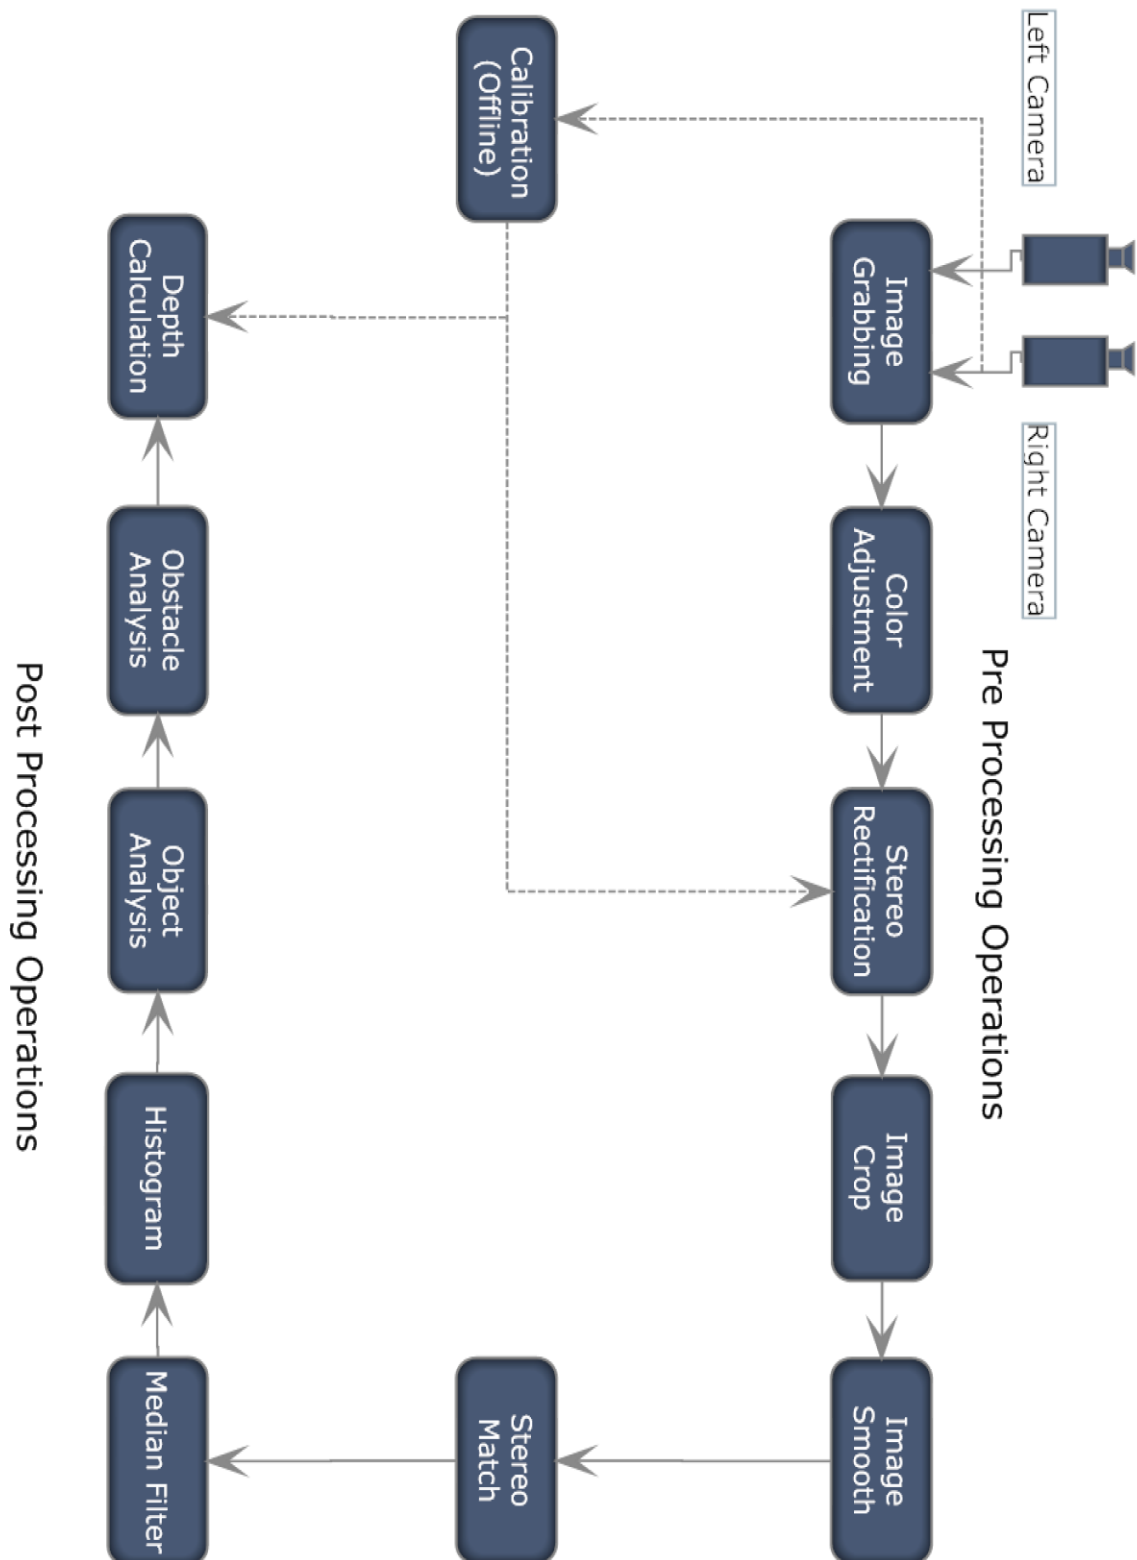 Left Camera
Right Camera
Pre Processing Operations
Image
Grabbing
Color
Adjustment
Stereo
Rectification
Image
Crop
Image
Smooth
Calibration
(Offline)
Stereo
Match
Depth
Calculation
Obstacle
Analysis
Object
Analysis
Histogram
Median Filter
Post Processing Operations